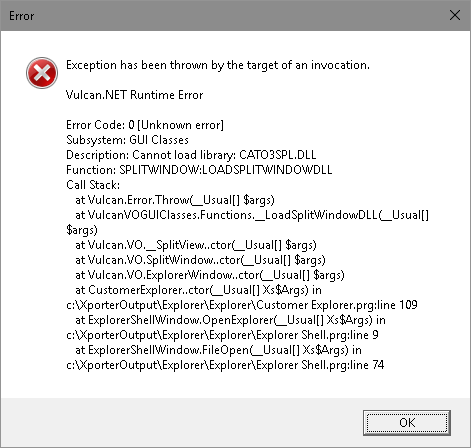 Error
Exception has been thrown by the target of an invocation.
Vulcan.NET Runtime Error
Error Code: 0 [Unknown error]
Subsystem: GUI Classes
Description: Cannot load library: CATO3SPL.DLL
Function: SPLITWINDOW:LOADSPLITWINDOWDLL
Call Stack:
at Vulcan.Error.Throw(__Usual[] $args)
at VulcanVOGUIClasses.Functions.__LoadSplitWindowDLL(__Usual[]
$args)
at Vulcan.VO.__SplitView..ctor(__Usual[] $args)
at Vulcan.VO.SplitWindow..ctor(__Usual[] $args)
at Vulcan.VO.ExplorerWindow..ctor(__Usual[] $args)
at CustomerExplorer..ctor(__Usual[] Xs$Args) in
c:\XporterOutput\Explorer\Explorer\Customer Explorer.prg:line 109
at ExplorerShellWindow.OpenExplorer(__Usual[] Xs$Args) in
c:\XporterOutput\Explorer\Explorer\Explorer Shell.prg:line 9
at ExplorerShellWindow.FileOpen(__Usual[] Xs$Args) in
c:\XporterOutput\Explorer\Explorer\Explorer Shell.prg:line 74
OK